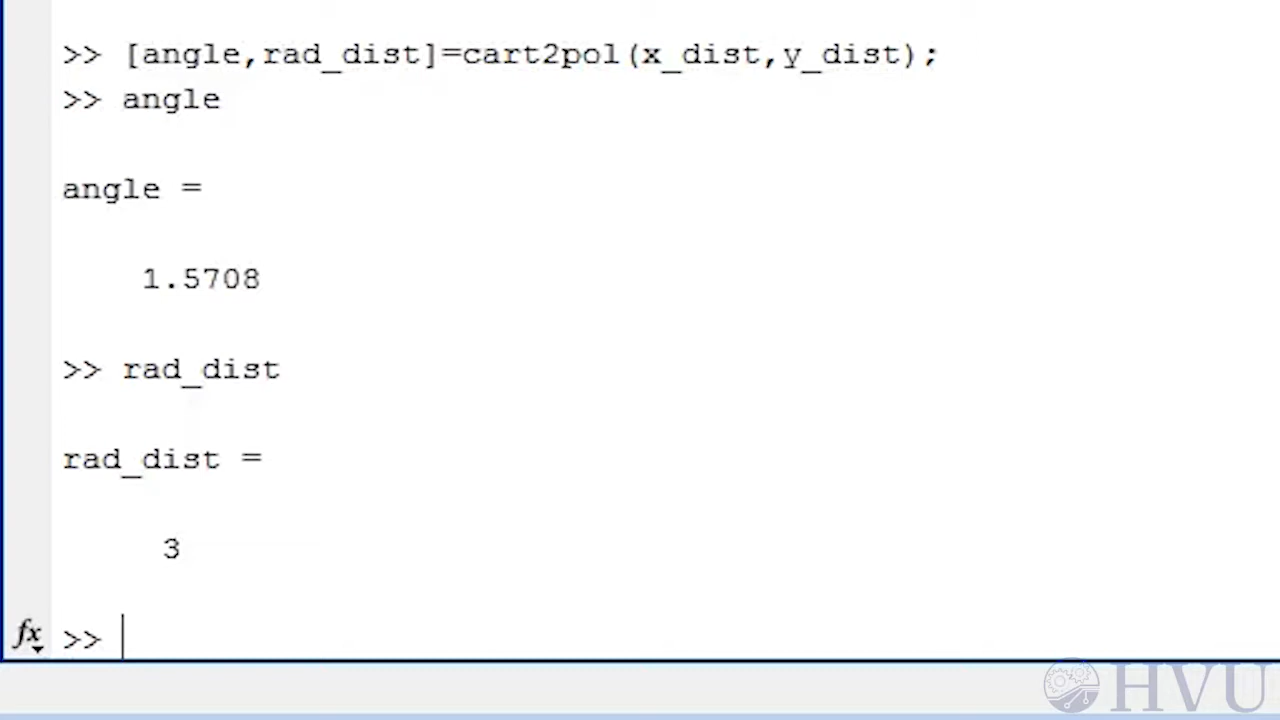 >> [angle,rad_dist]=cart2pol(x_dist,y_dist);
>> angle
angle =
1.5708
>> rad_dist
rad_dist =
3
fx >>
HVU